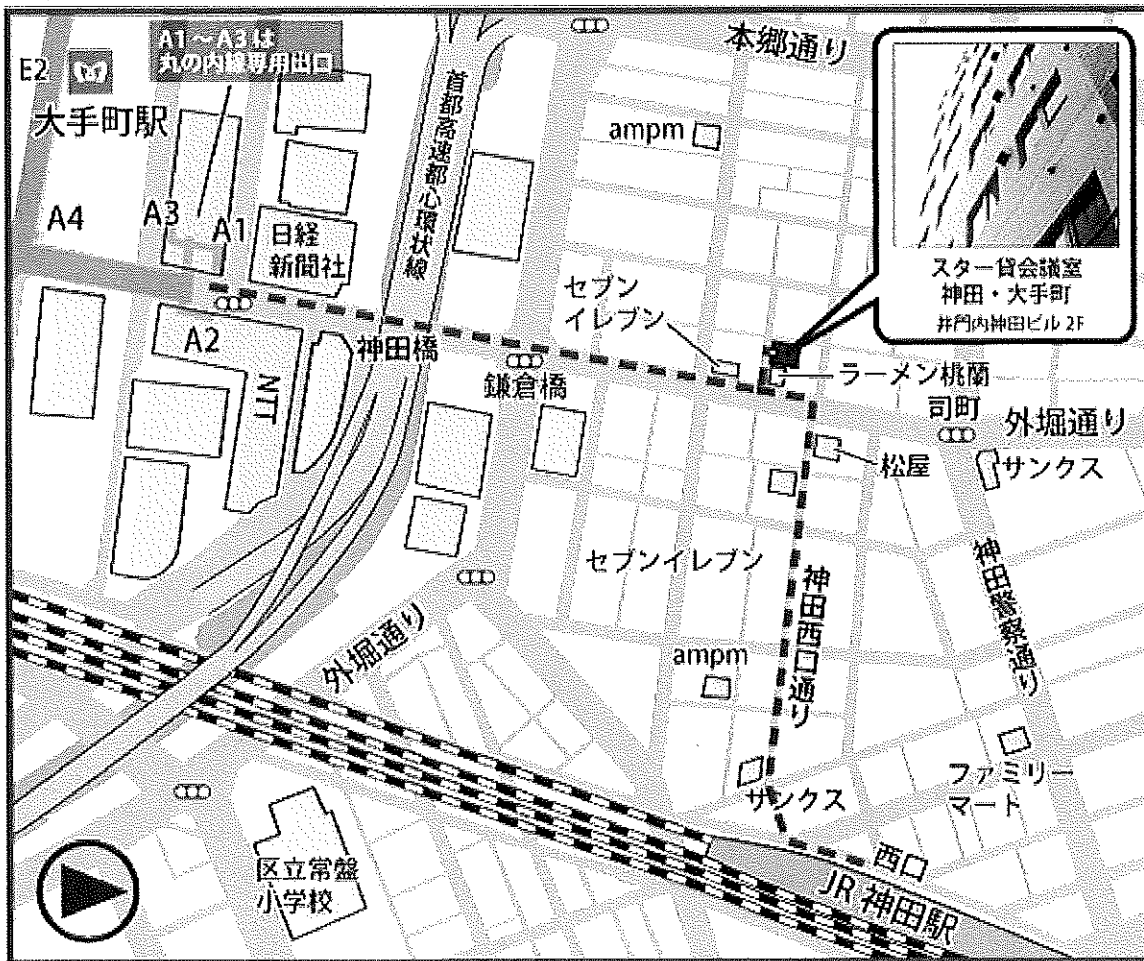 A1～A3は
丸の内線専用出口
E2
大手町駅
A4
A3
A1
日経
新聞社
首都高速都心環状線
本郷通り
ampm
スター貸会議室
神田・大手町
井門内神田ビル 2F
A2
NTT
神田橋
鎌倉橋
セブン
イレブン
ラーメン桃蘭
司町
外堀通り
松屋
サンクス
セブンイレブン
神田西口通り
神田警察通り
外堀通り
ampm
サンクス
ファミリー
マート
区立常盤
小学校
西口
JR 神田駅